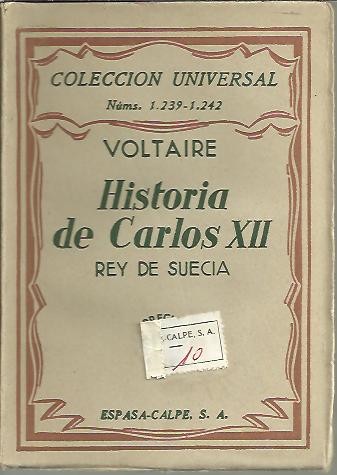 COLECCION UNIVERSAL
Núms. 1.239-1.242
VOLTAIRE
Historia
de Carlos XII
REY DE SUECIA
CALPE, S. A.
10
ESPASA-CALPE, S. A.